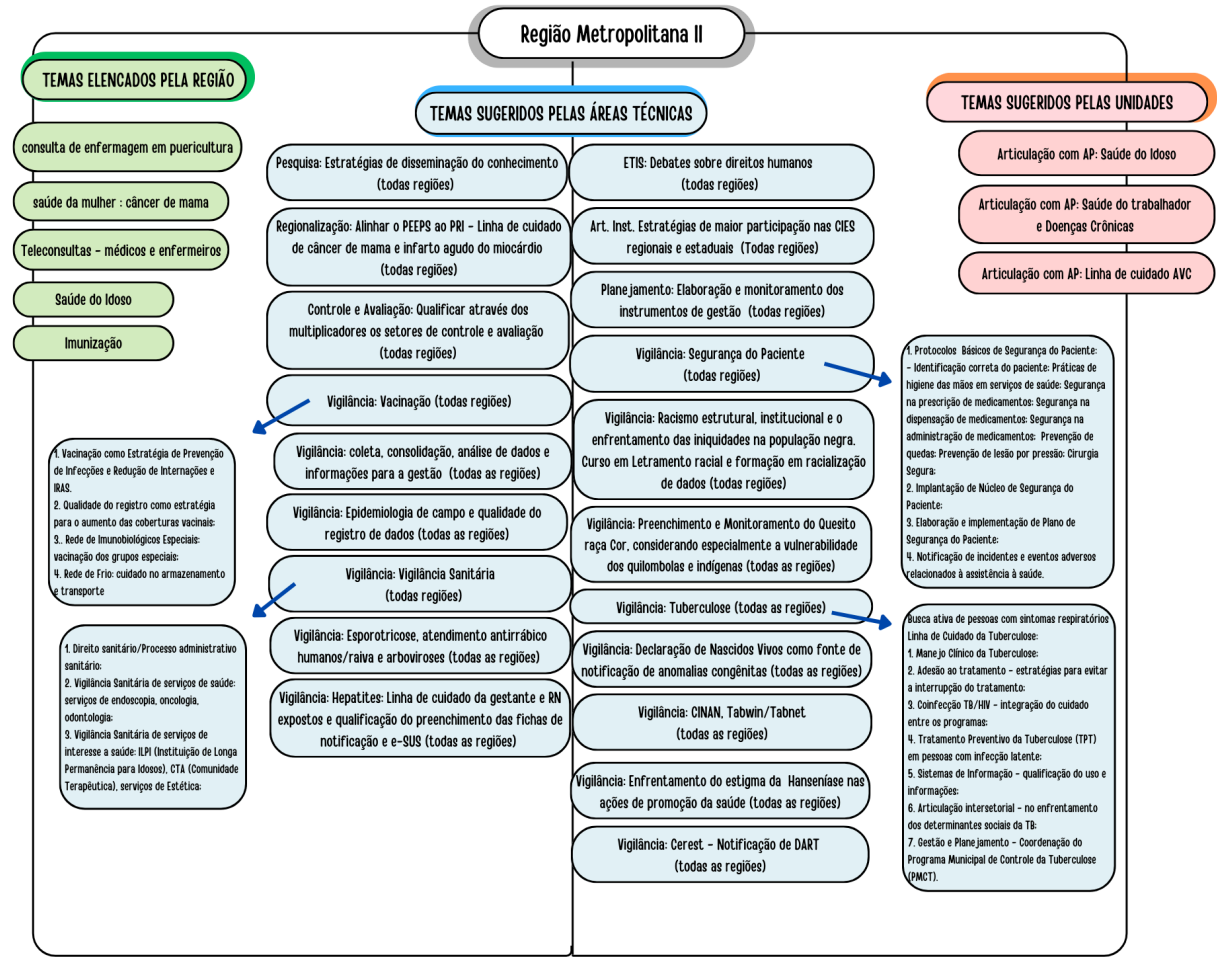 Região Metropolitana II
TEMAS ELENCADOS PELA REGIÃO
consulta de enfermagem em puericultura
saúde da mulher : câncer de mama
Teleconsultas - médicos e enfermeiros
Saúde do Idoso
Imunização
TEMAS SUGERIDOS PELAS ÁREAS TÉCNICAS
Pesquisa: Estratégias de disseminação do conhecimento
(todas regiões)
Regionalização: Alinhar o PEEPS ao PRI - Linha de cuidado
de câncer de mama e infarto agudo do miocárdio
(todas regiões)
Controle e Avaliação: Qualificar através dos
multiplicadores os setores de controle e avaliação
(todas regiões)
Vigilância: Vacinação (todas regiões)
Vigilância: coleta, consolidação, análise de dados e
informações para a gestão (todas as regiões)
Vigilância: Epidemiologia de campo e qualidade do
registro de dados (todas as regiões)
Vigilância: Vigilância Sanitária
(todas regiões)
Vigilância: Esporotricose, atendimento antirrábico
humanos/raiva e arboviroses (todas as regiões)
Vigilância: Hepatites: Linha de cuidado da gestante e RN
expostos e qualificação do preenchimento das fichas de
notificação e e-SUS (todas as regiões)
1. Vacinação como Estratégia de Prevenção
de Infecções e Redução de Internações e
IRAS.
2. Qualidade do registro como estratégia
para o aumento das coberturas vacinais;
3.. Rede de Imunobiológicos Especiais:
vacinação dos grupos especiais;
4. Rede de Frio: cuidado no armazenamento
e transporte
1. Direito sanitário/Processo administrativo
sanitário;
2. Vigilância Sanitária de serviços de saúde:
serviços de endoscopia, oncologia,
odontologia;
3. Vigilância Sanitária de serviços de
interesse a saúde: ILPI (Instituição de Longa
Permanência para Idosos), CTA (Comunidade
Terapêutica), serviços de Estética;
ETIS: Debates sobre direitos humanos
(todas regiões)
Art. Inst. Estratégias de maior participação nas CIES
regionais e estaduais (Todas regiões)
Planejamento: Elaboração e monitoramento dos
instrumentos de gestão (todas regiões)
Vigilância: Segurança do Paciente
(todas regiões)
Vigilância: Racismo estrutural, institucional e o
enfrentamento das iniquidades na população negra.
Curso em Letramento racial e formação em racialização
de dados (todas regiões)
Vigilância: Preenchimento e Monitoramento do Quesito
raça Cor, considerando especialmente a vulnerabilidade
dos quilombolas e indígenas (todas as regiões)
Vigilância: Tuberculose (todas as regiões)
Vigilância: Declaração de Nascidos Vivos como fonte de
notificação de anomalias congênitas (todas as regiões)
Vigilância: CINAN, Tabwin/Tabnet
(todas as regiões)
Vigilância: Enfrentamento do estigma da Hanseníase nas
ações de promoção da saúde (todas as regiões)
Vigilância: Cerest - Notificação de DART
(todas as regiões)
TEMAS SUGERIDOS PELAS UNIDADES
Articulação com AP: Saúde do Idoso
Articulação com AP: Saúde do trabalhador
e Doenças Crônicas
Articulação com AP: Linha de cuidado AVC
1. Protocolos Básicos de Segurança do Paciente:
- Identificação correta do paciente; Práticas de
higiene das mãos em serviços de saúde; Segurança
na prescrição de medicamentos; Segurança na
dispensação de medicamentos; Segurança na
administração de medicamentos; Prevenção de
quedas; Prevenção de lesão por pressão; Cirurgia
Segura;
2. Implantação de Núcleo de Segurança do
Paciente;
3. Elaboração e implementação de Plano de
Segurança do Paciente;
4. Notificação de incidentes e eventos adversos
relacionados à assistência à saúde.
Busca ativa de pessoas com sintomas respiratórios
Linha de Cuidado da Tuberculose:
1. Manejo Clínico da Tuberculose;
2. Adesão ao tratamento - estratégias para evitar
a interrupção do tratamento;
3. Coinfecção TB/HIV - integração do cuidado
entre os programas;
4. Tratamento Preventivo da Tuberculose (TPT)
em pessoas com infecção latente;
5. Sistemas de Informação - qualificação do uso e
informações;
6. Articulação intersetorial - no enfrentamento
dos determinantes sociais da TB;
7. Gestão e Planejamento - Coordenação do
Programa Municipal de Controle da Tuberculose
(PMCT).